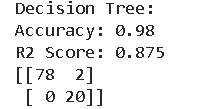 Decision Tree:
Accuracy: 0.98
R2 Score: 0.875
[[78  2]
 [ 0 20]]